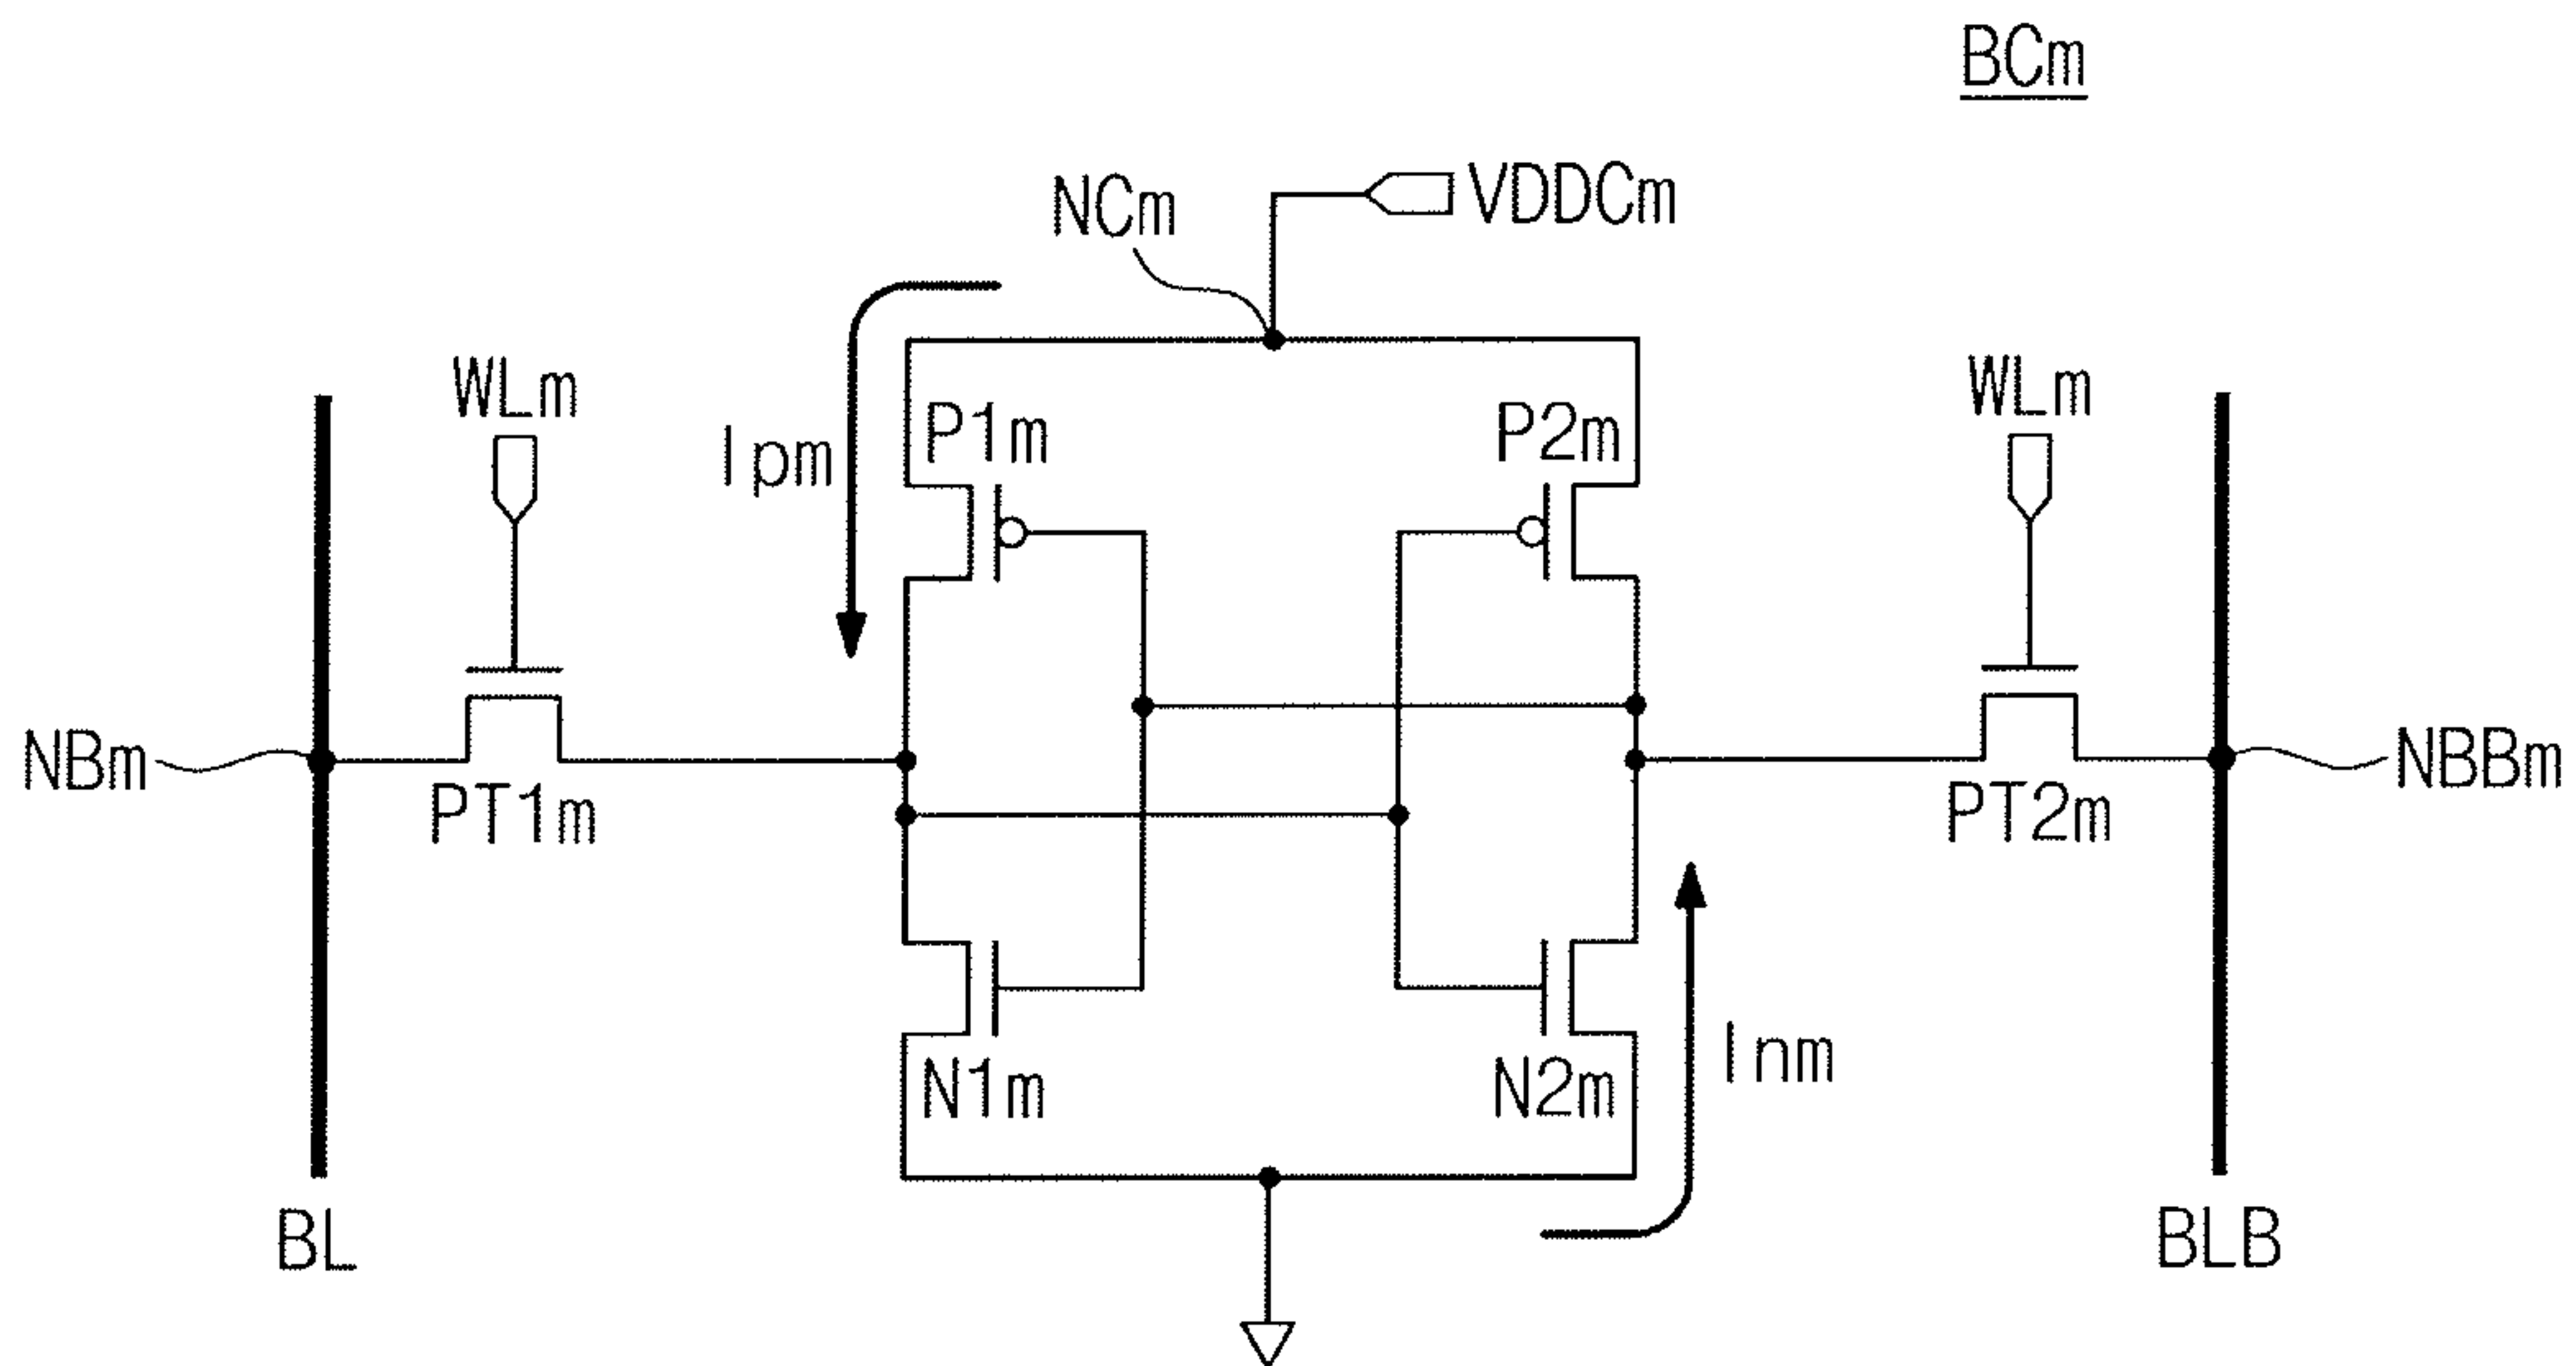 BCm
NCm
VDDCm
WLm
WLm
P1m
P2m
Ipm
NBm
PT1m
PT2m
NBBm
N1m
N2m
Inm
BL
BLB